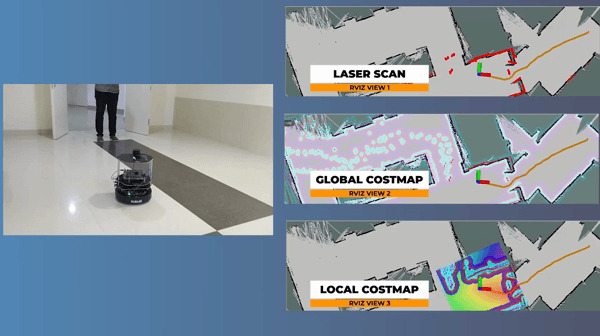 LASER SCAN
RVIZ VIEW 1
GLOBAL COSTMAP
RVIZ VIEW 2
LOCAL COSTMAP
RVIZ VIEW 3